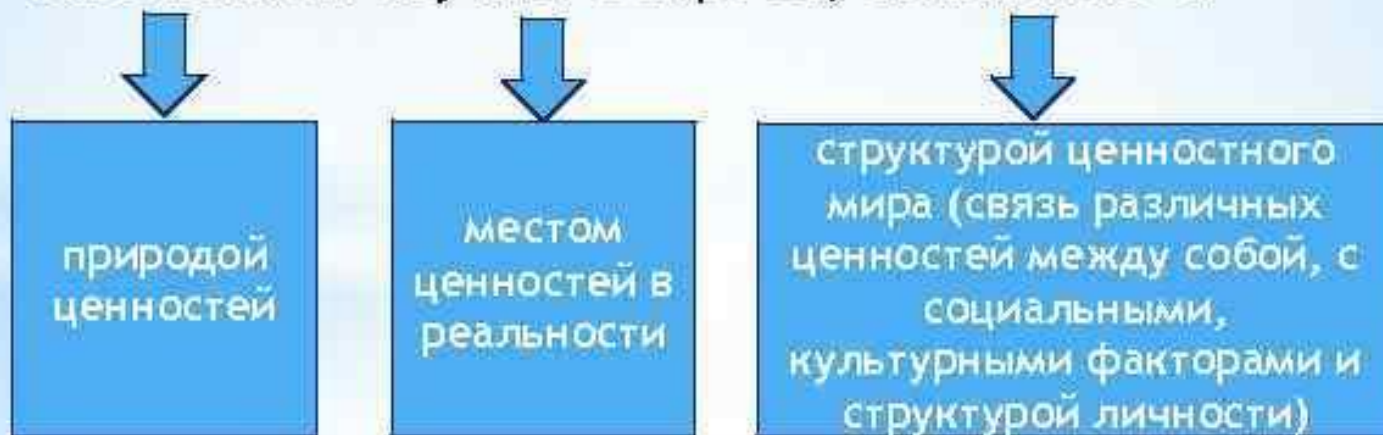 природой
ценностей
местом
ценностей в
реальности
структурой ценностного
мира (связь различных
ценностей между собой, с
социальными,
культурными факторами и
структурой личности)